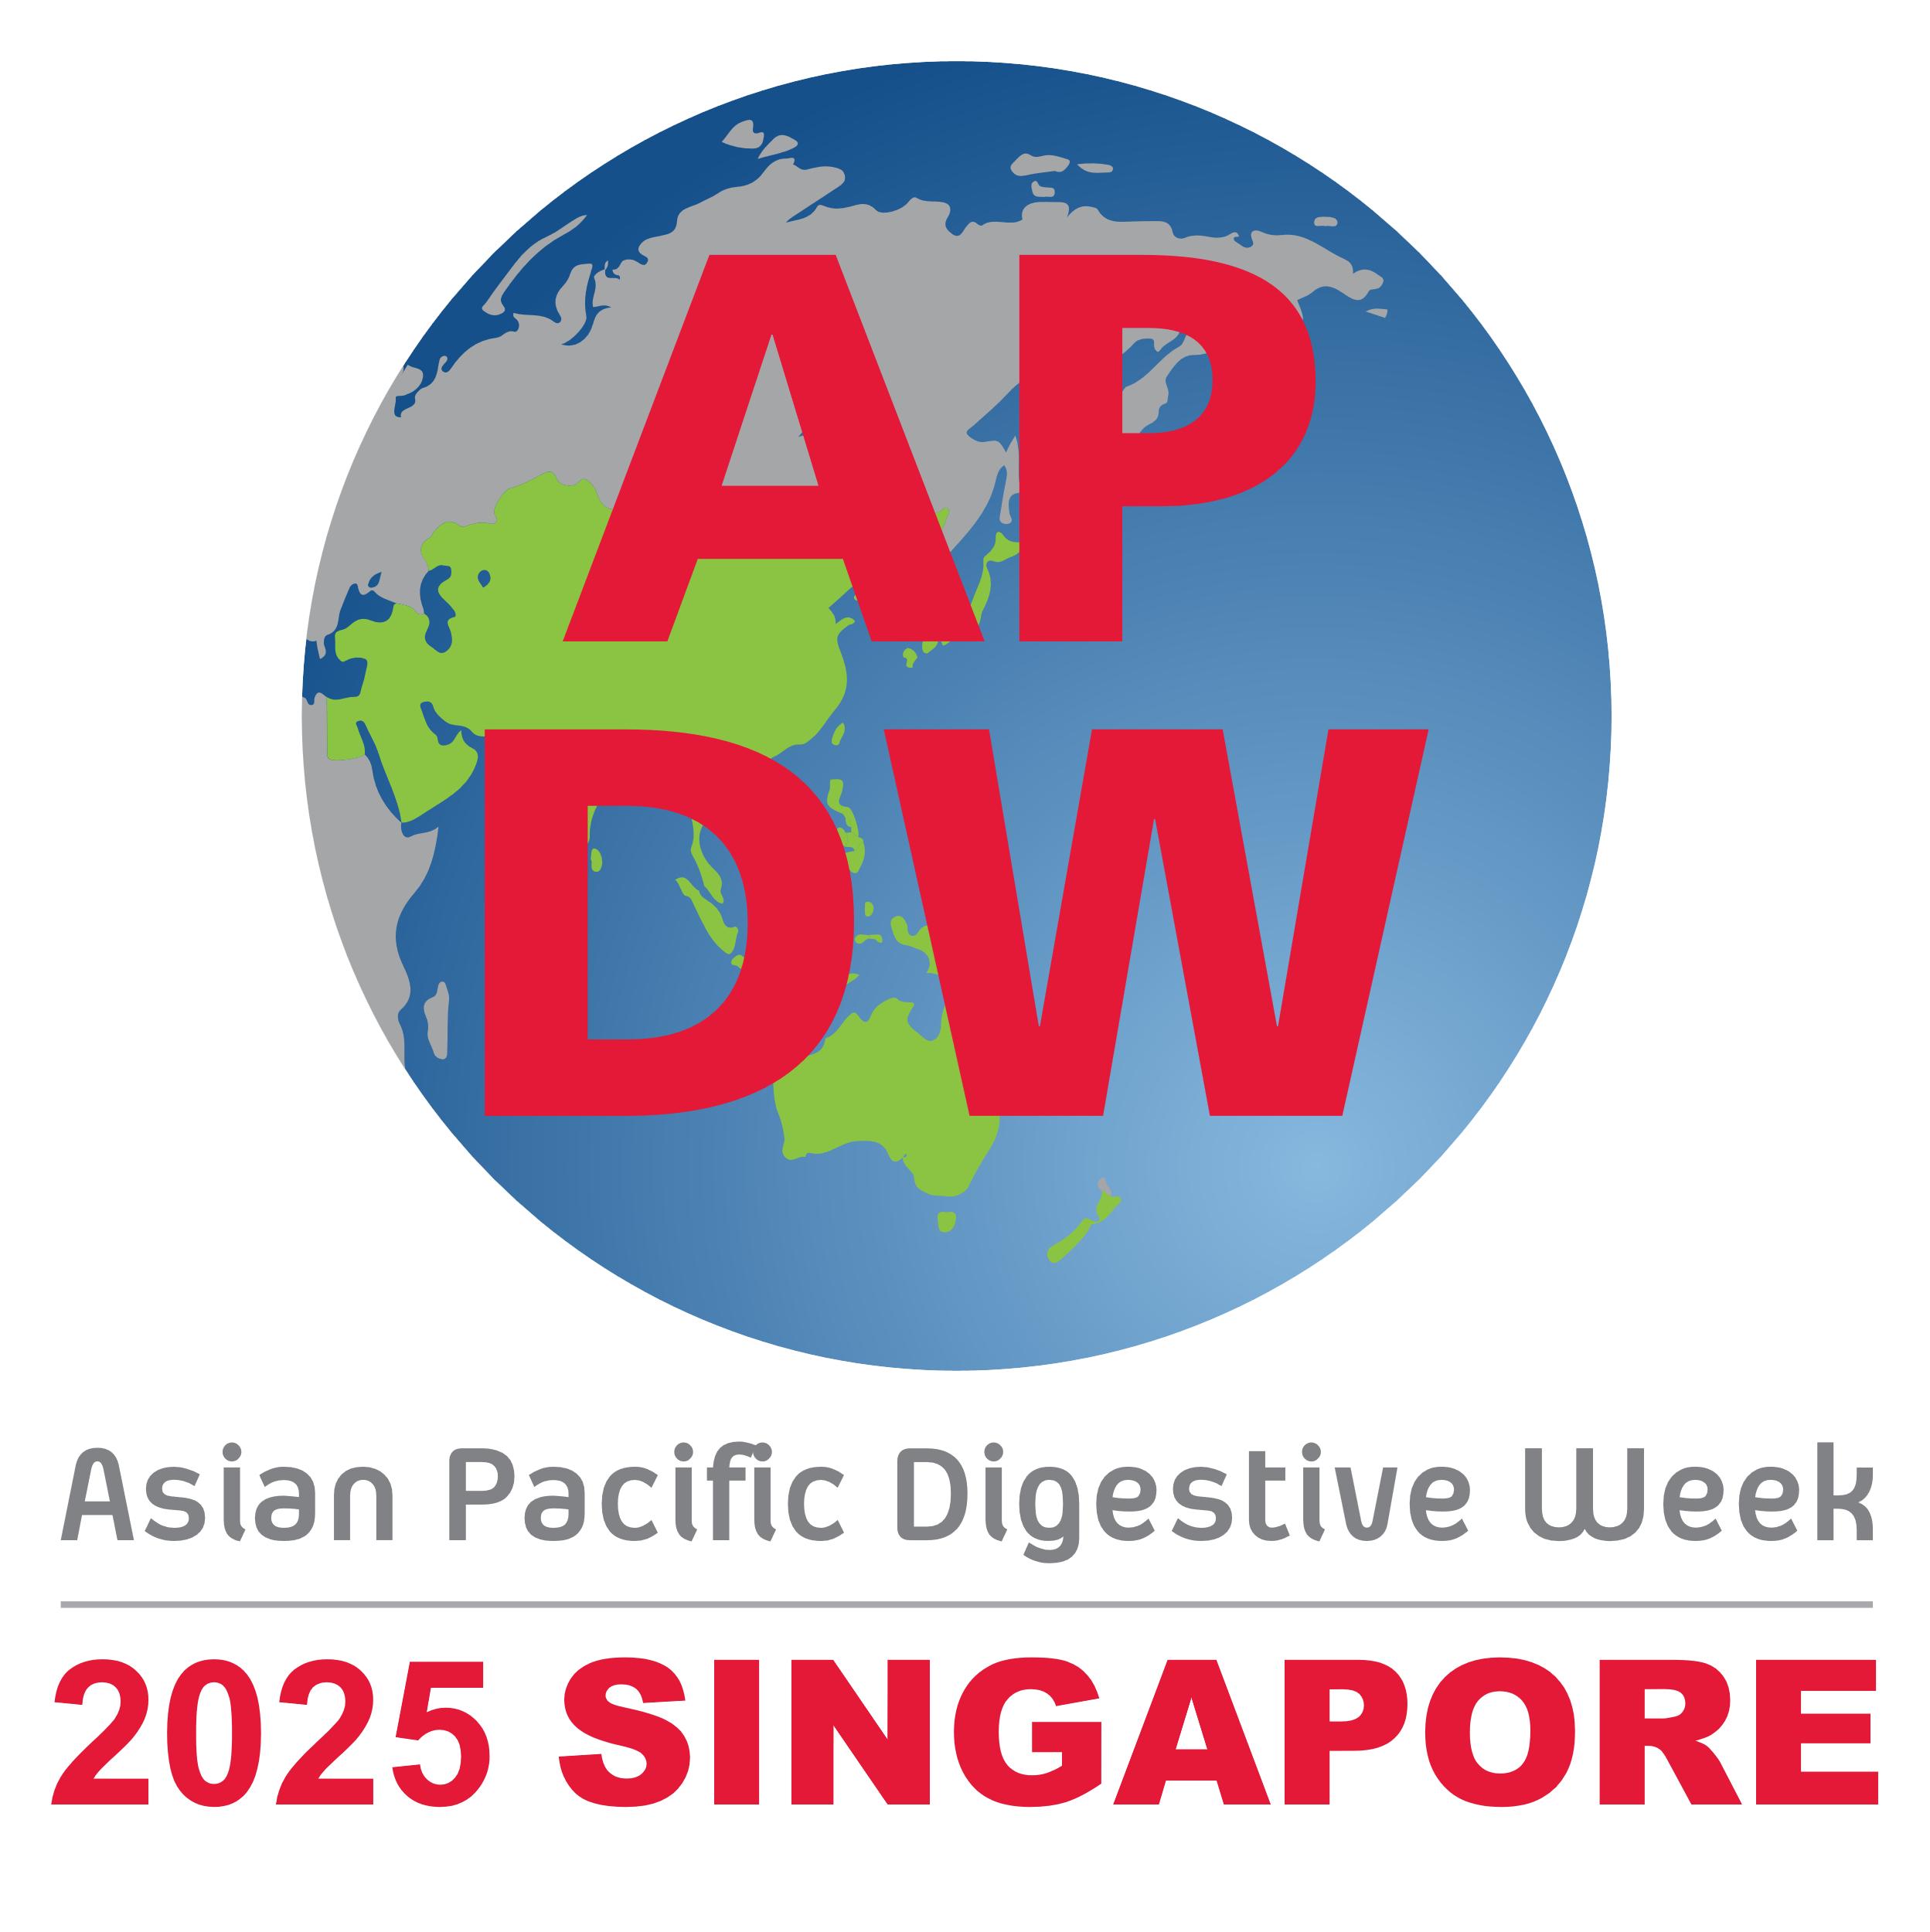 AP
DW
Asian Pacific Digestive Week
2025 SINGAPORE